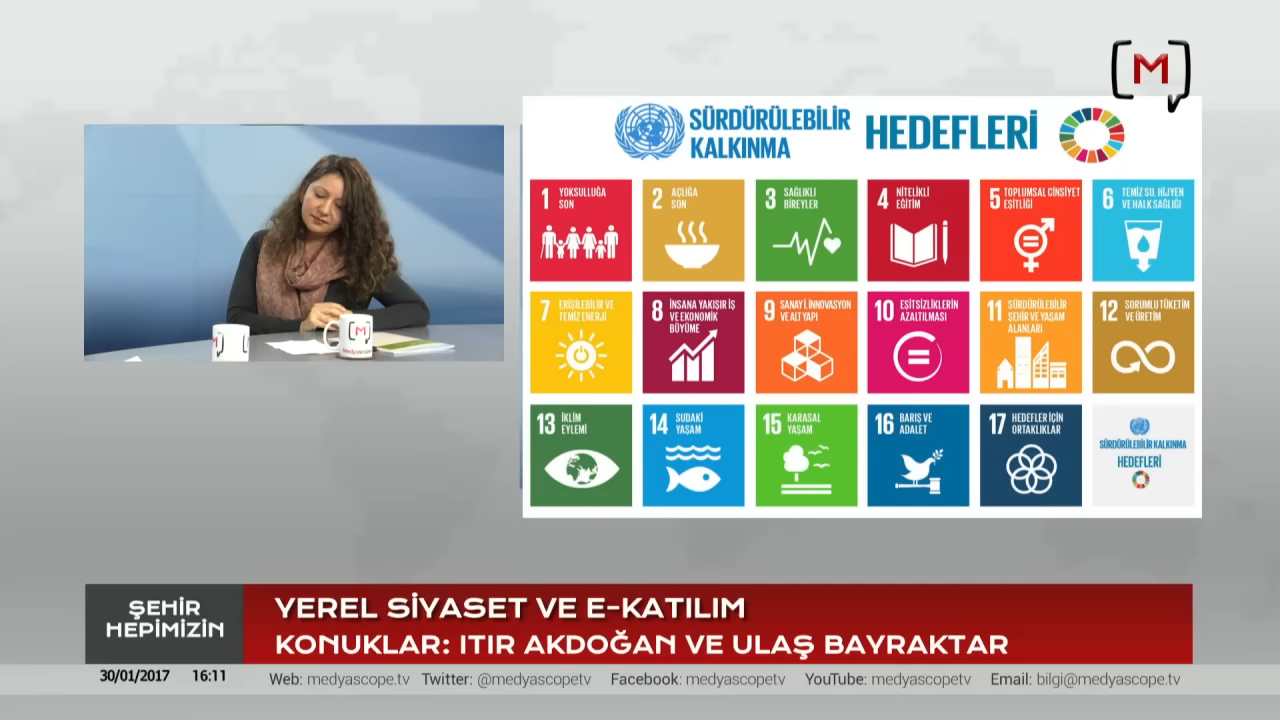 [M]
SÜRDÜRÜLEBİLİR
KALKINMA
HEDEFLERİ
1 YOKSULLUĞA
SON
2 AÇLIĞA
SON
3 SAĞLIKLI
BİREYLER
4 NİTELİKLİ
EĞİTİM
5 TOPLUMSAL CİNSİYET
EŞİTLİĞİ
6 TEMİZ SU, HİJYEN
VE HALK SAĞLIĞI
7 ERİŞİLEBİLİR VE
TEMİZ ENERJİ
8 İNSANA YAKIŞIR İŞ
VE EKONOMİK
BÜYÜME
9 SANAYİ, İNNOVASYON
VE ALT YAPI
10 EŞİTSİZLİKLERİN
AZALTILMASI
11 SÜRDÜRÜLEBİLİR
ŞEHİR VE YAŞAM
ALANLARI
12 SORUMLU TÜKETİM
VE ÜRETİM
13 İKLİM
EYLEMİ
14 SUDAKİ
YAŞAM
15 KARASAL
YAŞAM
16 BARIŞ VE
ADALET
17 HEDEFLER İÇİN
ORTAKLIKLAR
SÜRDÜRÜLEBİLİR KALKINMA
HEDEFLERİ
[M]
Medyascope
ŞEHİR
HEPİMİZİN
YEREL SİYASET VE E-KATILIM
KONUKLAR: ITIR AKDOĞAN VE ULAŞ BAYRAKTAR
30/01/2017 16:11
Web: medyascope.tv Twitter: @medyascopetv Facebook: medyascopetv YouTube: medyascopetv Email: bilgi@medyascope.tv